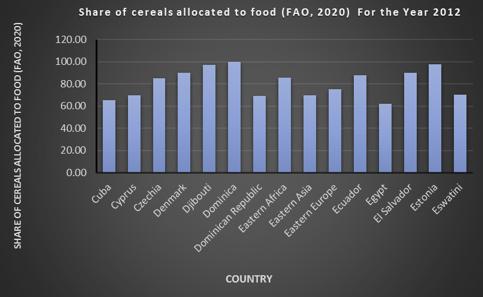 Share of cereals allocated to food (FAO, 2020) For the Year 2012
SHARE OF CEREALS ALLOCATED TO FOOD (FAO, 2020)
120.00
100.00
80.00
60.00
40.00
20.00
0.00
Cuba
Cyprus
Czechia
Denmark
Djibouti
Dominica
Dominican Republic
Eastern Africa
Eastern Asia
Eastern Europe
Ecuador
Egypt
El Salvador
Estonia
Eswatini
COUNTRY